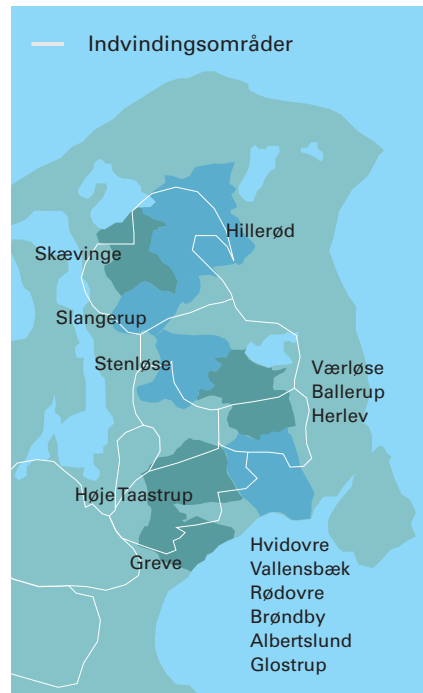 Indvindingsområder
Hillerød
Skævinge
Slangerup
Stenløse
Værløse
Ballerup
Herlev
Høje Taastrup
Greve
Hvidovre
Vallensbæk
Rødovre
Brøndby
Albertslund
Glostrup